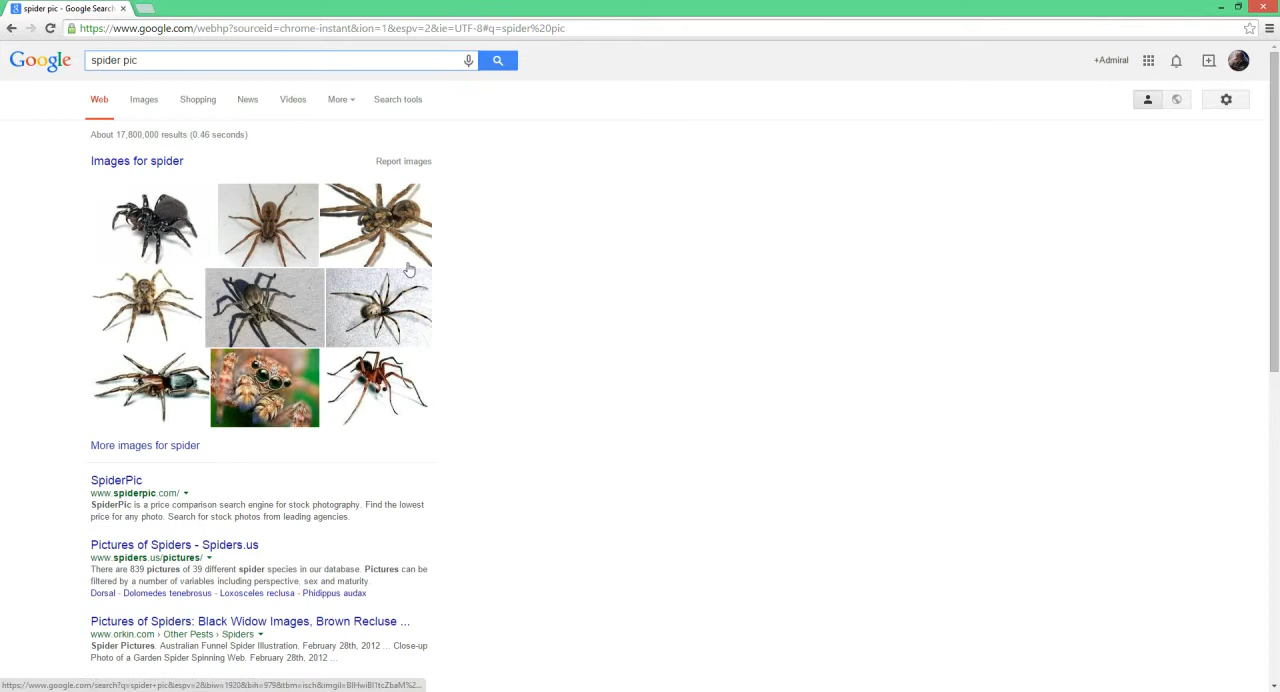 spider pic - Google Search
https://www.google.com/webhp?sourceid=chrome-instant&ion=1&espv=2&ie=UTF-8#q=spider%20pic
Google
spider pic
+Admiral
Web Images Shopping News Videos More Search tools
About 17,800,000 results (0.46 seconds)
Images for spider
Report images
More images for spider
SpiderPic
www.spiderpic.com/
SpiderPic is a price comparison search engine for stock photography. Find the lowest
price for any photo. Search for stock photos from leading agencies.
Pictures of Spiders - Spiders.us
www.spiders.us/pictures/
There are 839 pictures of 39 different spider species in our database. Pictures can be
filtered by a number of variables including perspective, sex and maturity.
Dorsal - Dolomedes tenebrosus - Loxosceles reclusa - Phidippus audax
Pictures of Spiders: Black Widow Images, Brown Recluse ...
www.orkin.com › Other Pests › Spiders
Spider Pictures. Australian Funnel Spider Illustration. February 28th, 2012 ... Close-up
Photo of a Garden Spider Spinning Web. February 28th, 2012 ...